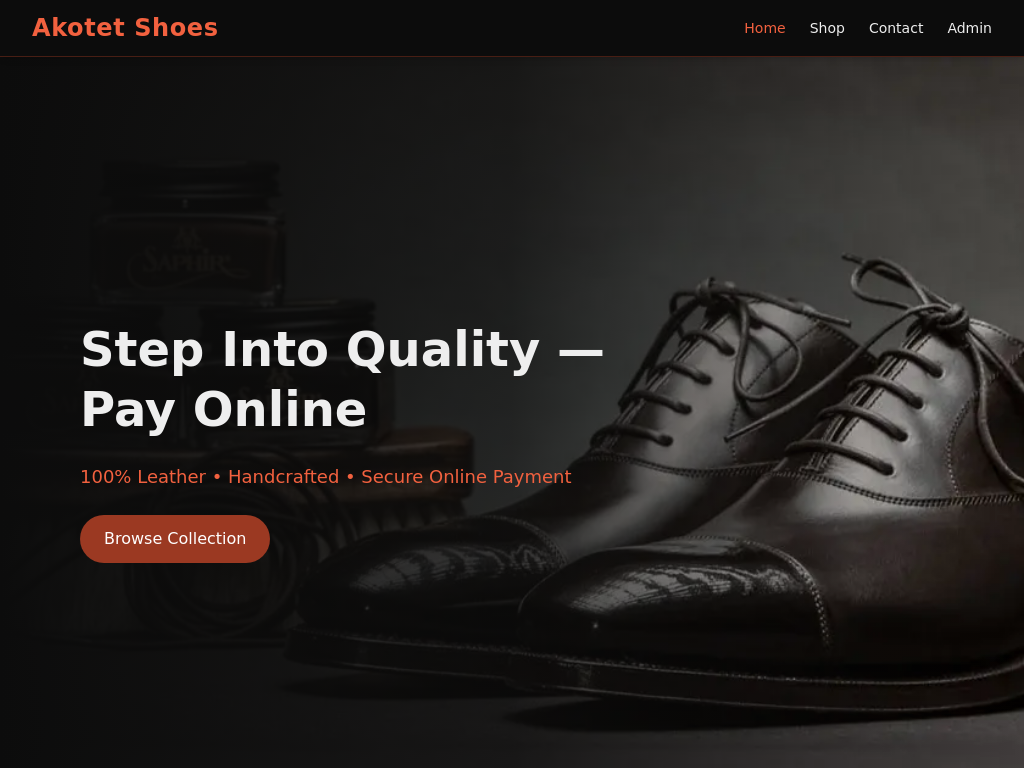 Akotet Shoes
Home Shop Contact Admin
SAPHIR
Step Into Quality —
Pay Online
100% Leather • Handcrafted • Secure Online Payment
Browse Collection